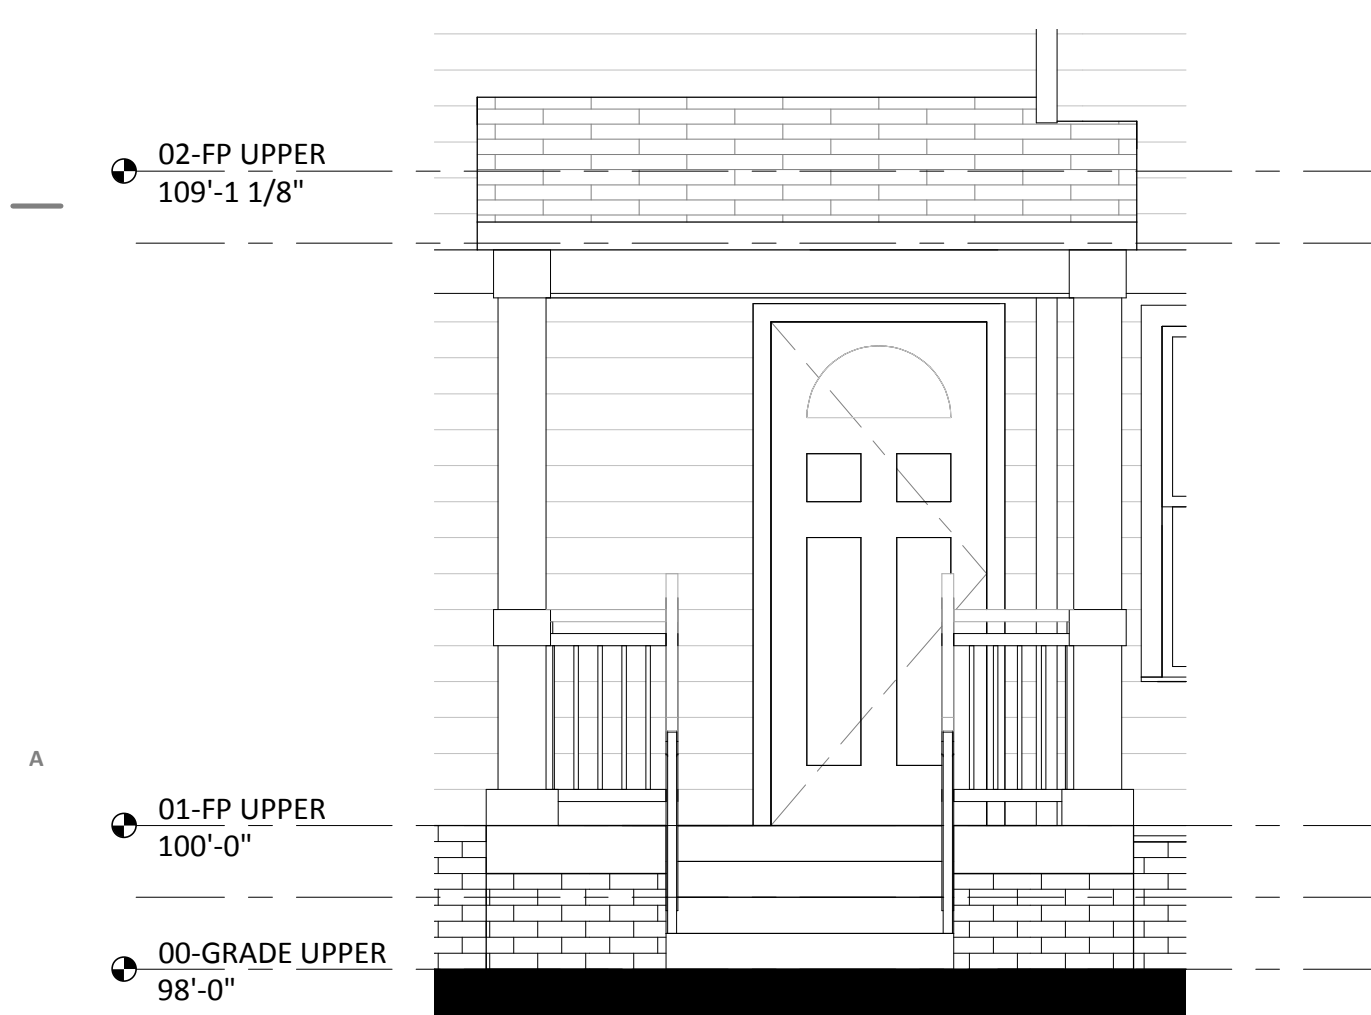 02-FP UPPER
109'-1 1/8"
A
01-FP UPPER
100'-0"
00-GRADE UPPER
98'-0"